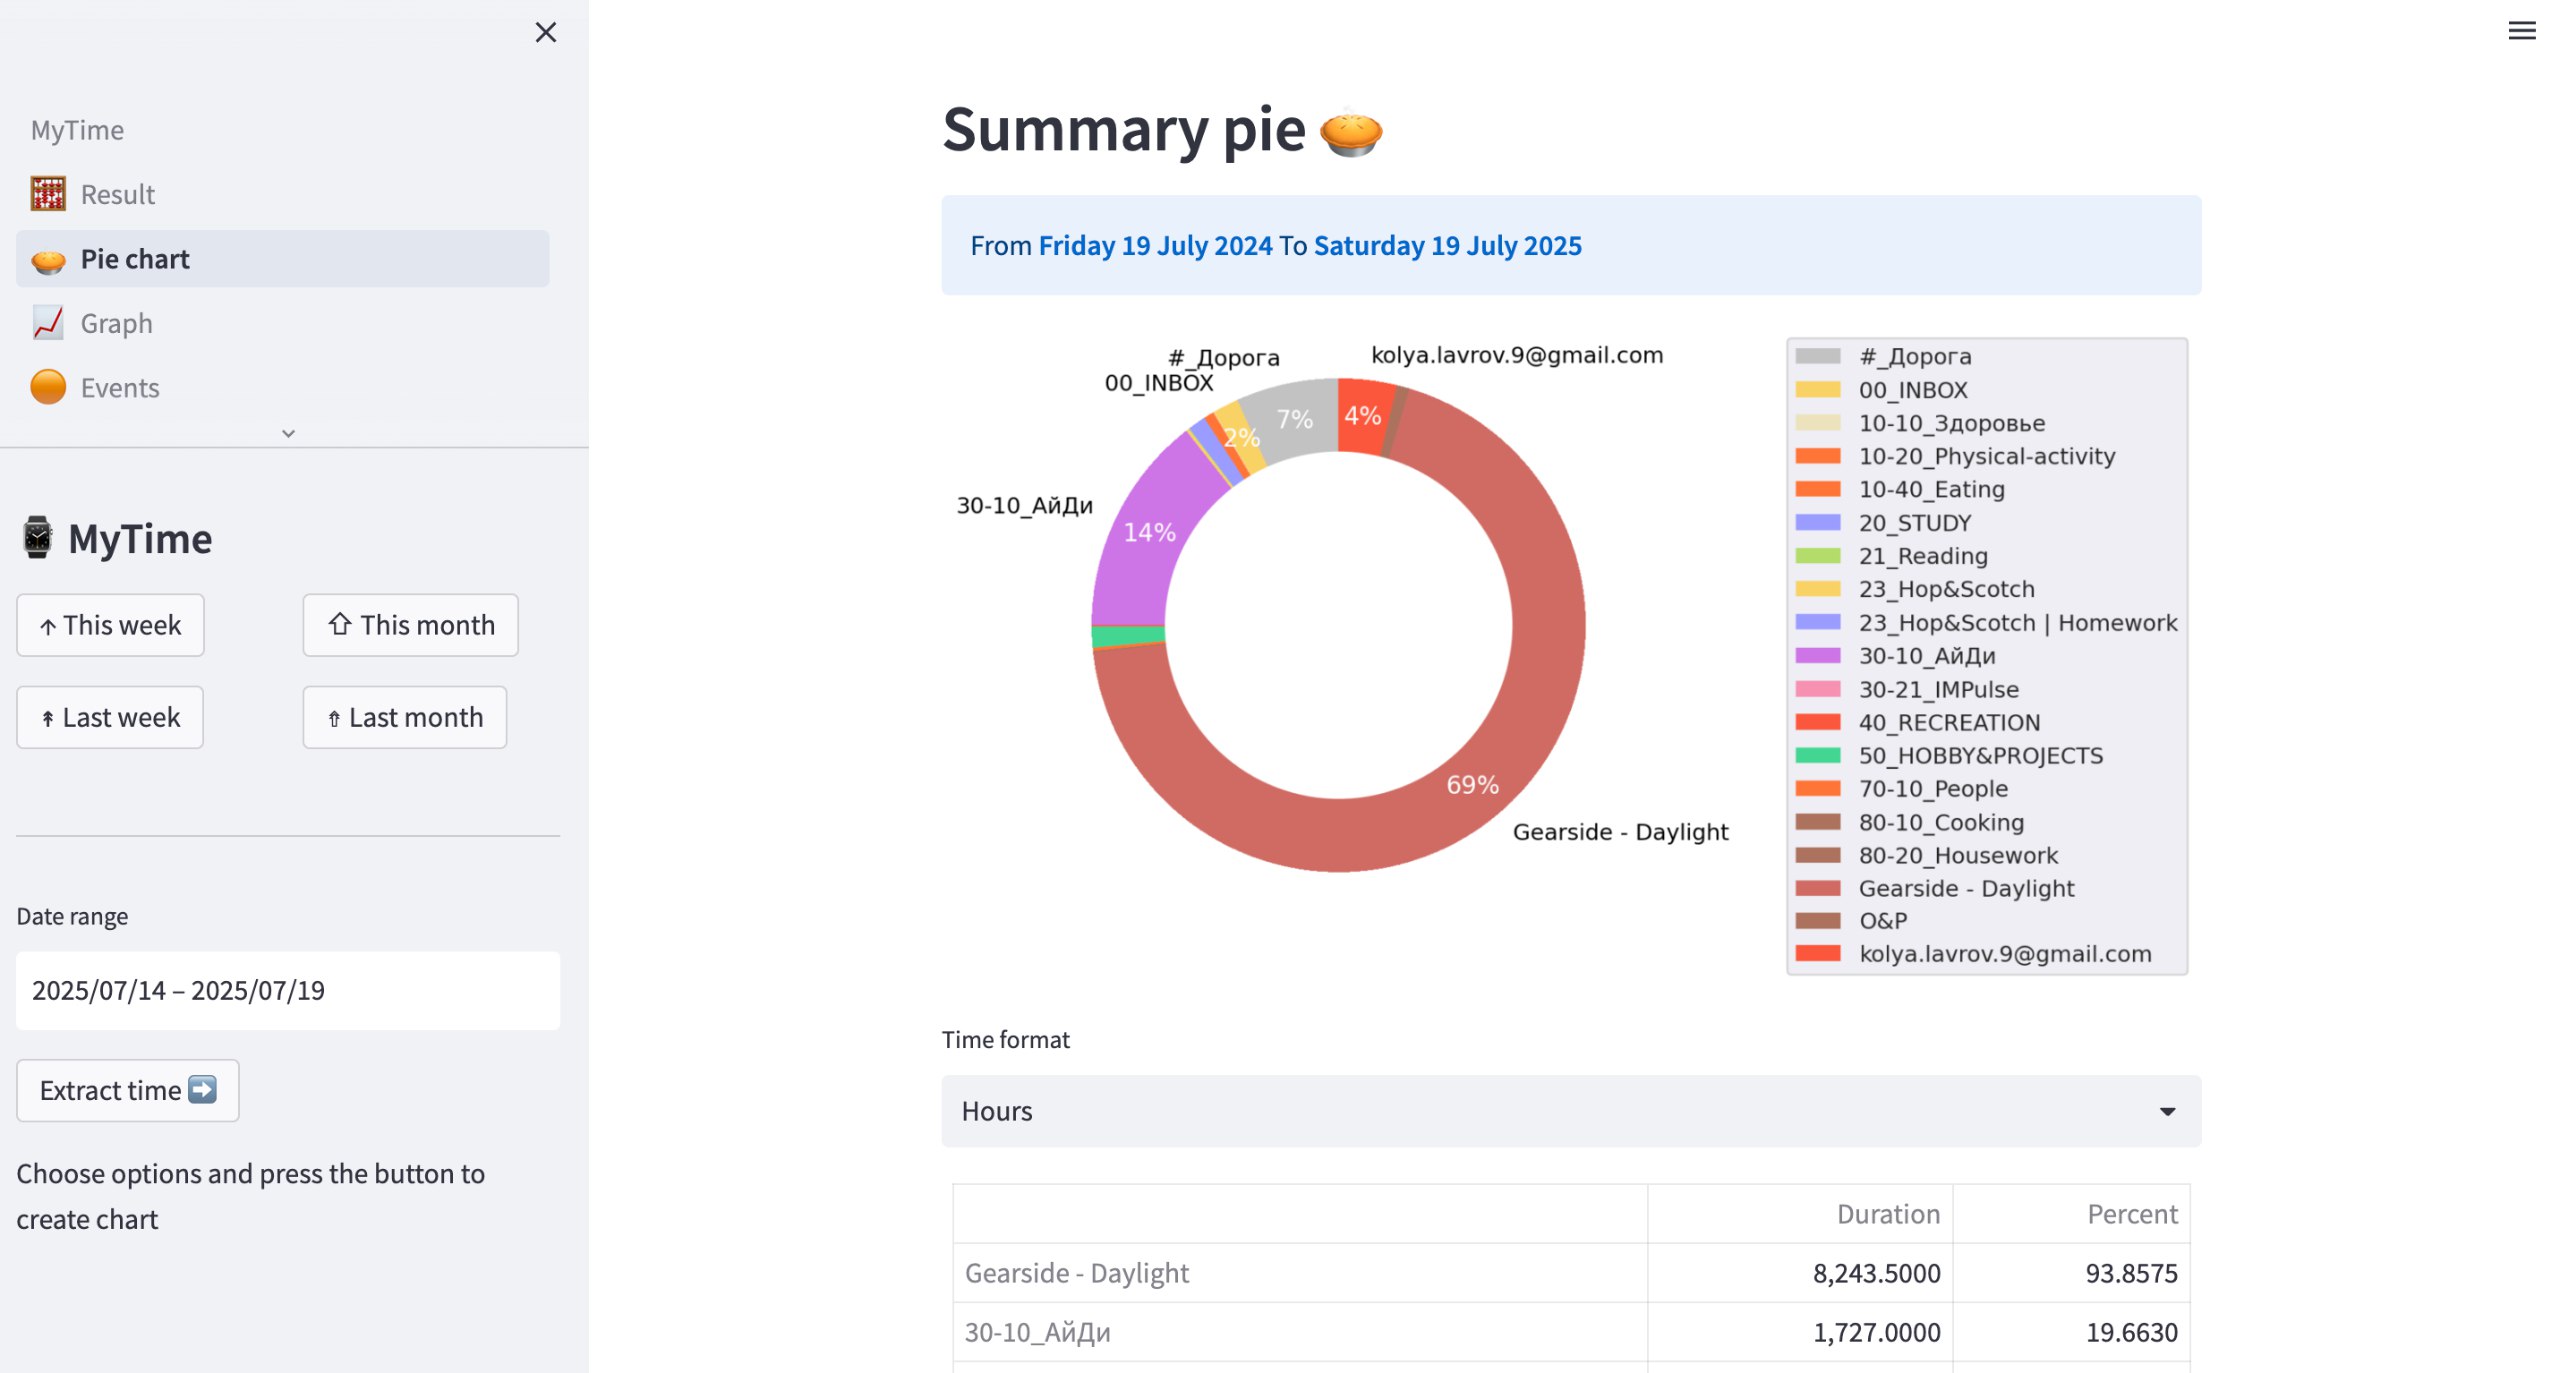 MyTime
Result
Pie chart
Graph
Events
MyTime
↑ This week
⇧ This month
↟ Last week
⇮ Last month
Date range
2025/07/14 – 2025/07/19
Extract time ➡️
Choose options and press the button to
create chart
Summary pie 🥧
From Friday 19 July 2024 To Saturday 19 July 2025
#_Дорога
kolya.lavrov.9@gmail.com
00_INBOX
7%
4%
2%
30-10_АйДи
14%
69%
Gearside - Daylight
#_Дорога
00_INBOX
10-10_Здоровье
10-20_Physical-activity
10-40_Eating
20_STUDY
21_Reading
23_Hop&Scotch
23_Hop&Scotch | Homework
30-10_АйДи
30-21_IMPulse
40_RECREATION
50_HOBBY&PROJECTS
70-10_People
80-10_Cooking
80-20_Housework
Gearside - Daylight
O&P
kolya.lavrov.9@gmail.com
Time format
Hours
Duration Percent
Gearside - Daylight 8,243.5000 93.8575
30-10_АйДи 1,727.0000 19.6630